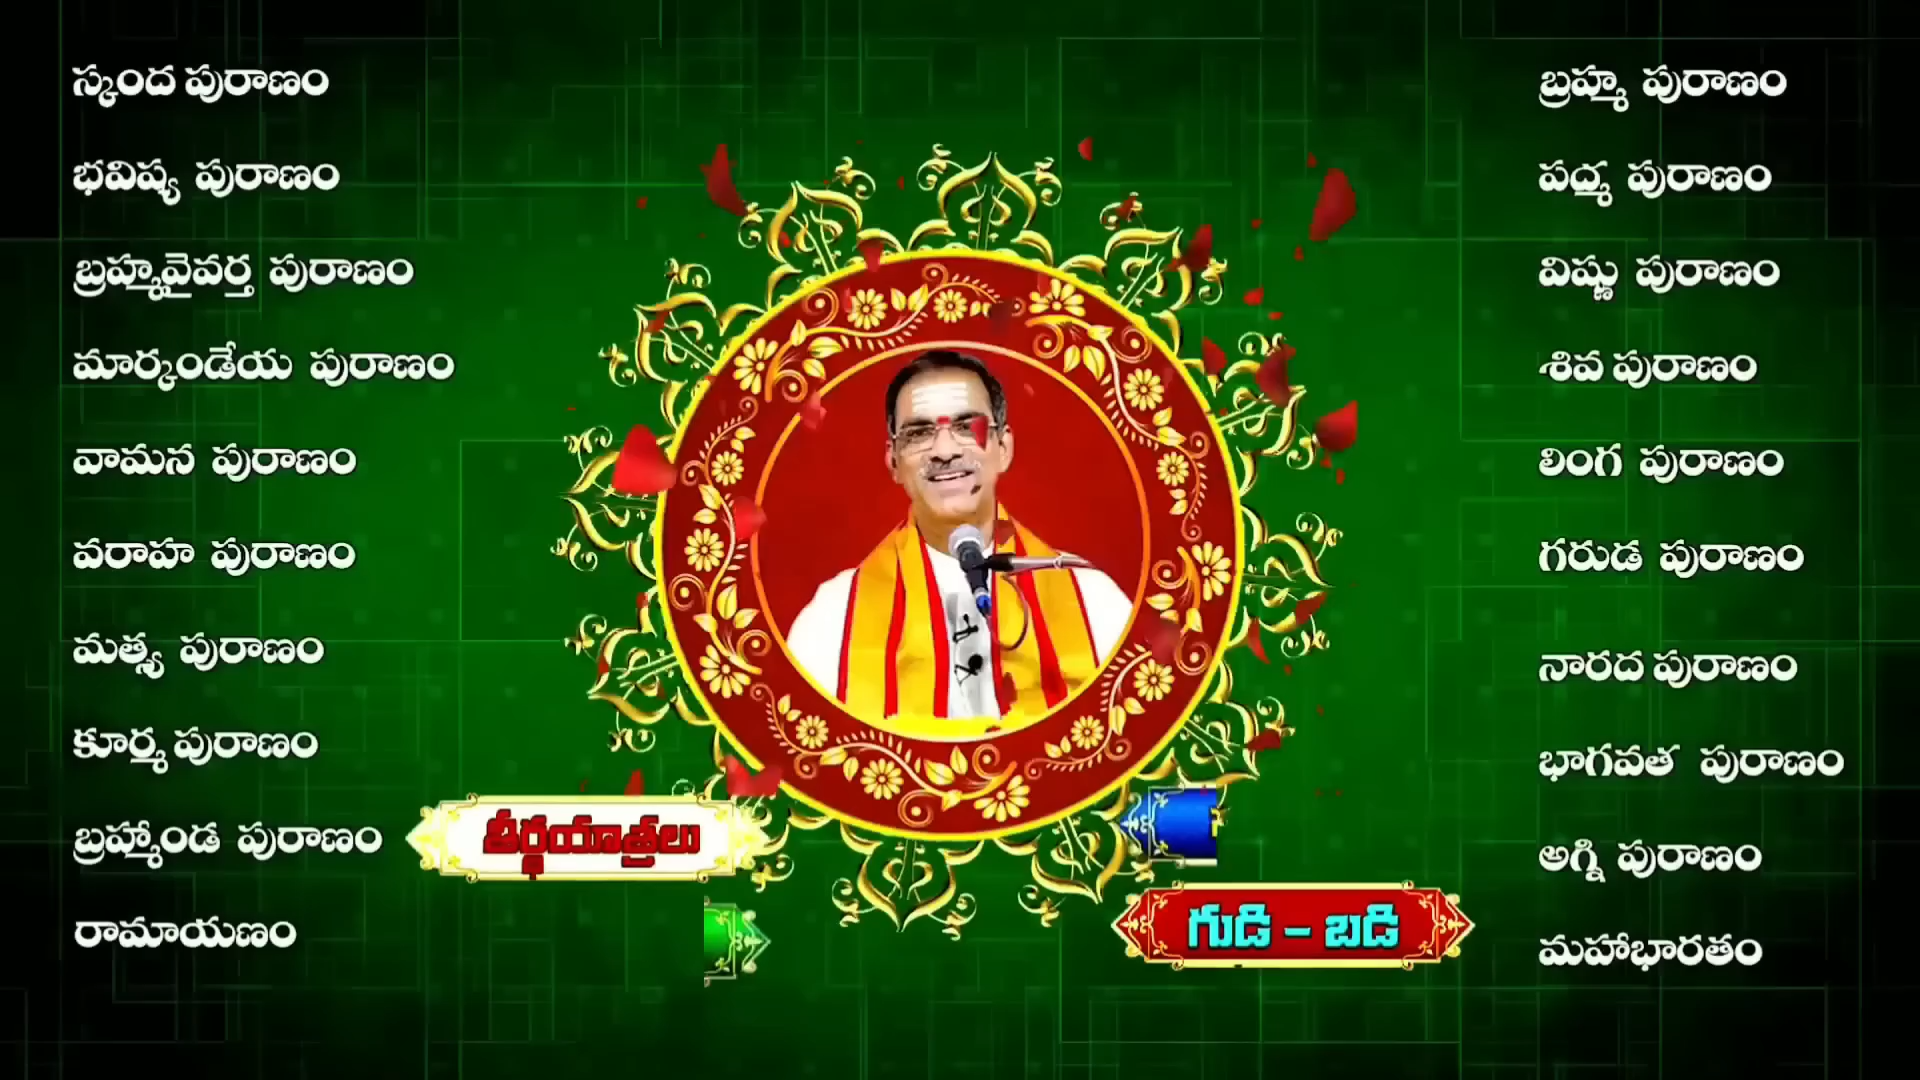 స్కంద పురాణం
భవిష్య పురాణం
బ్రహ్మవైవర్త పురాణం
మార్కండేయ పురాణం
వామన పురాణం
వరాహ పురాణం
మత్స్య పురాణం
కూర్మ పురాణం
బ్రహ్మాండ పురాణం
రామాయణం
తీర్థయాత్రలు
గుడి – బడి
బ్రహ్మ పురాణం
పద్మ పురాణం
విష్ణు పురాణం
శివ పురాణం
లింగ పురాణం
గరుడ పురాణం
నారద పురాణం
భాగవత పురాణం
అగ్ని పురాణం
మహాభారతం